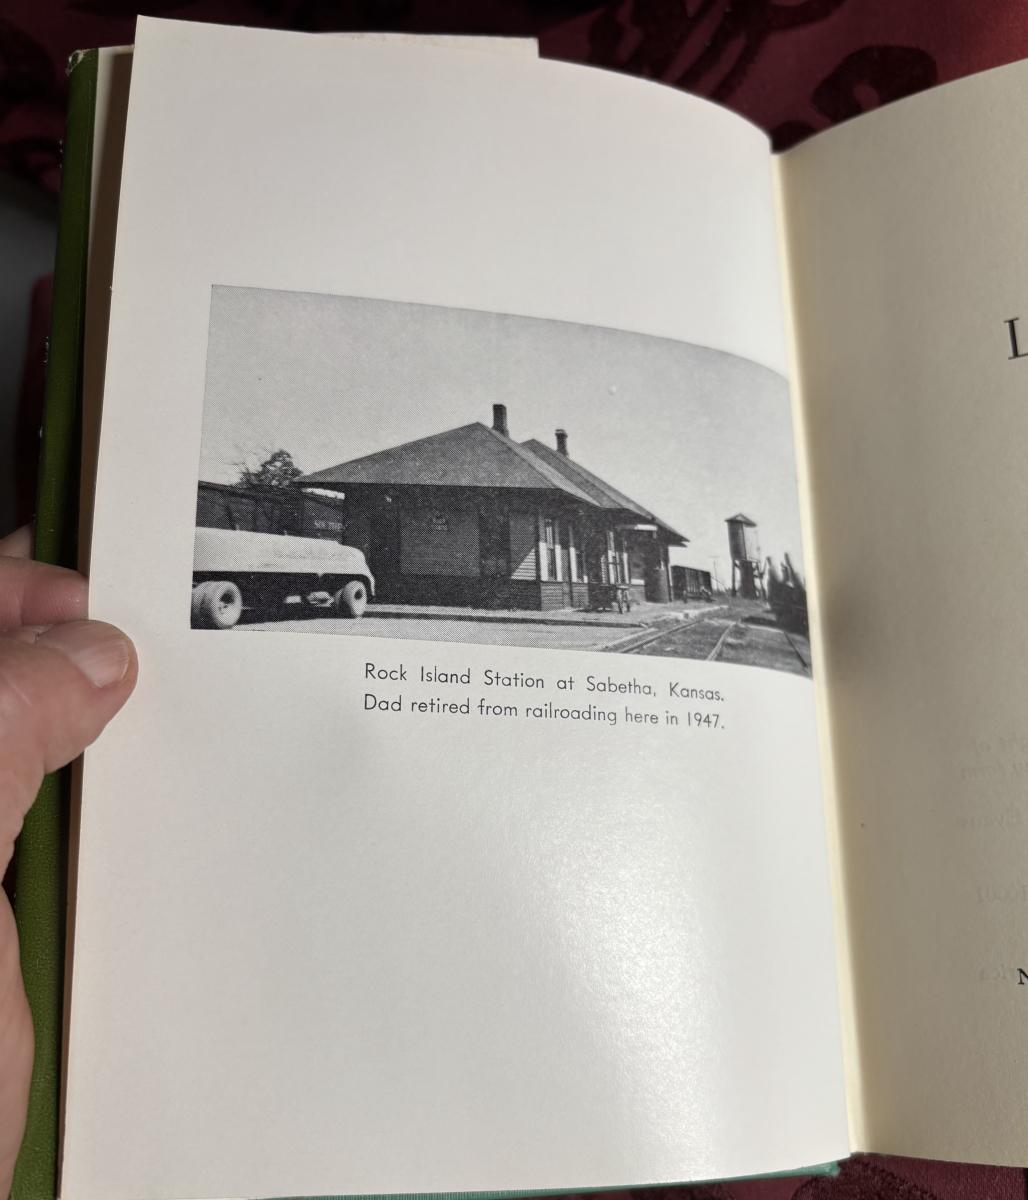 Rock Island Station at Sabetha, Kansas.
Dad retired from railroading here in 1947.
L
N